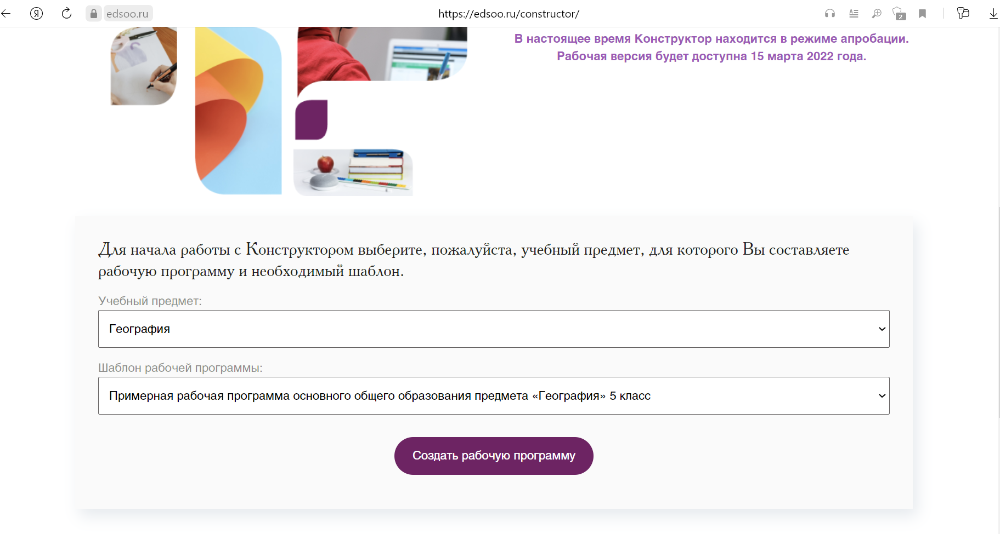 Я
edsoo.ru
https://edsoo.ru/constructor/
2
В настоящее время Конструктор находится в режиме апробации.
Рабочая версия будет доступна 15 марта 2022 года.
Для начала работы с Конструктором выберите, пожалуйста, учебный предмет, для которого Вы составляете
рабочую программу и необходимый шаблон.
Учебный предмет:
География
Шаблон рабочей программы:
Примерная рабочая программа основного общего образования предмета «География» 5 класс
Создать рабочую программу